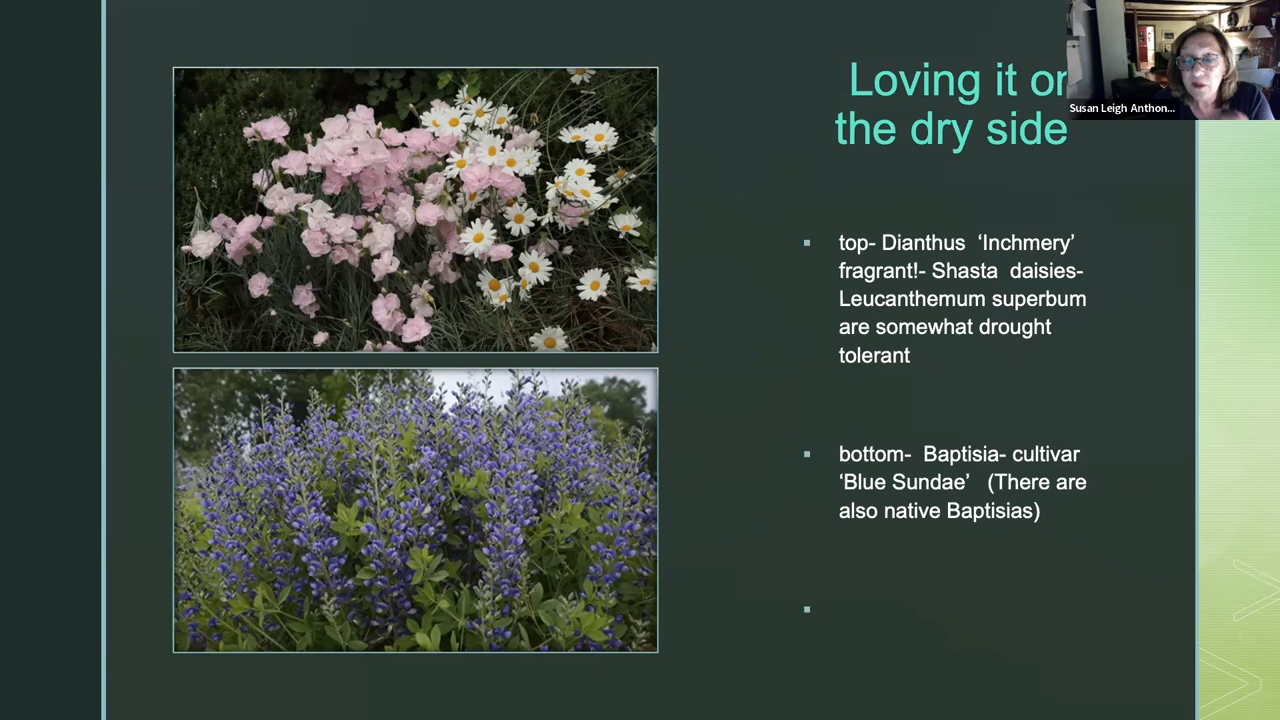 Loving it on
the dry side
Susan Leigh Anthon...
top- Dianthus ‘Inchmery’
fragrant!- Shasta daisies-
Leucanthemum superbum
are somewhat drought
tolerant
bottom- Baptisia- cultivar
‘Blue Sundae’ (There are
also native Baptisias)